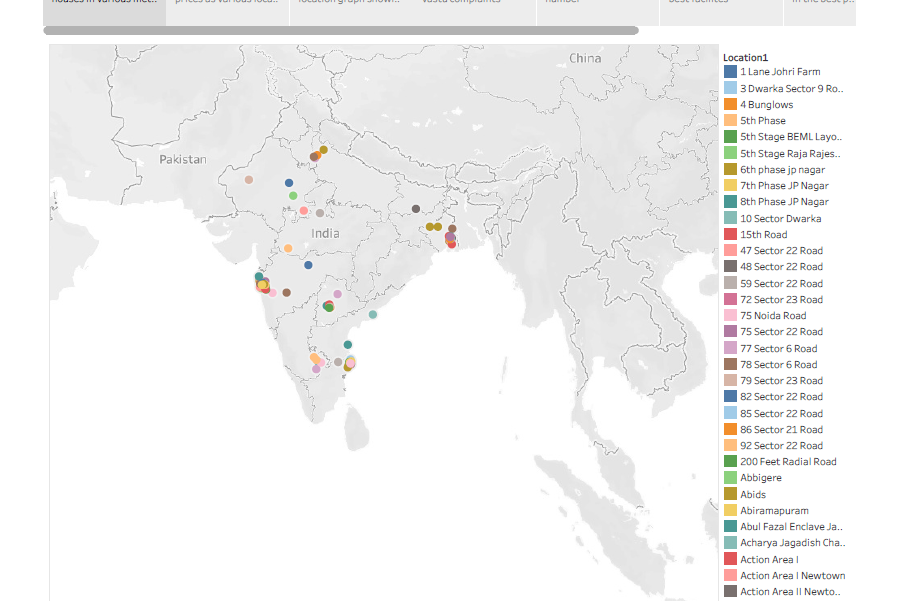 houses in various met..
prices as various loca..
location graph show..
vastu complaints
number
best facilites
in the best p..
China
Pakistan
India
Location1
1 Lane Johri Farm
3 Dwarka Sector 9 Ro..
4 Bunglows
5th Phase
5th Stage BEML Layo..
5th Stage Raja Rajes..
6th phase jp nagar
7th Phase JP Nagar
8th Phase JP Nagar
10 Sector Dwarka
15th Road
47 Sector 22 Road
48 Sector 22 Road
59 Sector 22 Road
72 Sector 23 Road
75 Noida Road
75 Sector 22 Road
77 Sector 6 Road
78 Sector 6 Road
79 Sector 23 Road
82 Sector 22 Road
85 Sector 22 Road
86 Sector 21 Road
92 Sector 22 Road
200 Feet Radial Road
Abbigere
Abids
Abiramapuram
Abul Fazal Enclave Ja..
Acharya Jagadish Cha..
Action Area I
Action Area I Newtown
Action Area II Newto..